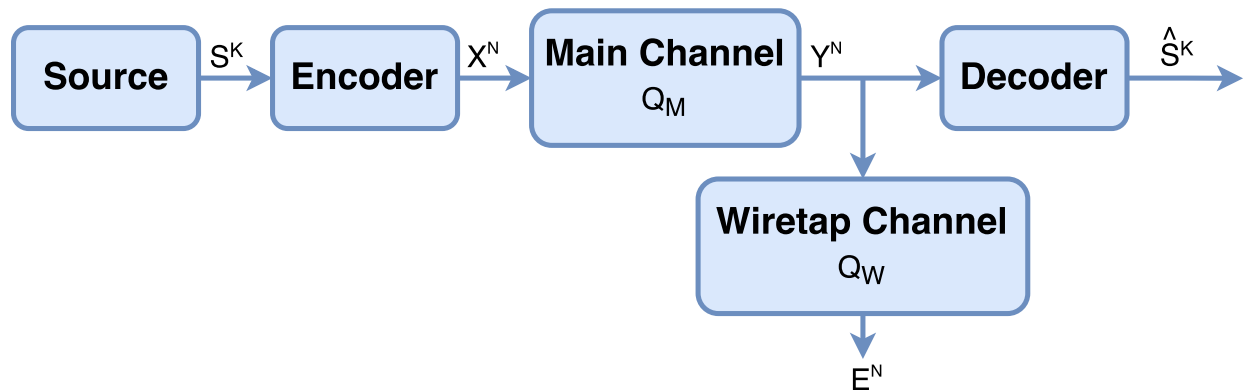 Source
S^K
Encoder
X^N
Main Channel
Q_M
Y^N
Decoder
Ŝ^K
Wiretap Channel
Q_W
E^N